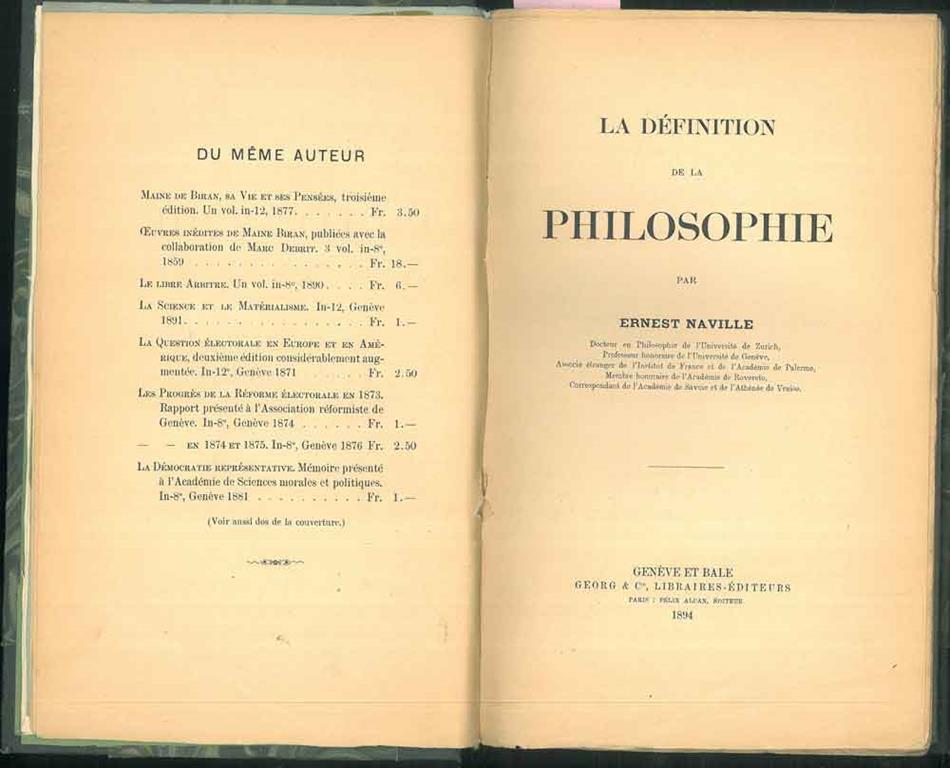 DU MÊME AUTEUR
MAINE DE BIRAN, SA VIE ET SES PENSÉES, troisième
édition. Un vol. in-12, 1877. . . . . . . Fr. 3.50
ŒUVRES INÉDITES DE MAINE BIRAN, publiées avec la
collaboration de MARC DEBRIT. 3 vol. in-8°,
1859 . . . . . . . . . . . . . . . Fr. 18.—
LE LIBRE ARBITRE. Un vol. in-8°, 1890. . . . Fr. 6.—
LA SCIENCE ET LE MATÉRIALISME. In-12, Genève
1891. . . . . . . . . . . . . . . . Fr. 1.—
LA QUESTION ÉLECTORALE EN EUROPE ET EN AMÉ-
RIQUE, deuxième édition considérablement aug-
mentée. In-12°, Genève 1871 . . . . . Fr. 2.50
LES PROGRÈS DE LA RÉFORME ÉLECTORALE EN 1873.
Rapport présenté à l'Association réformiste de
Genève. In-8°, Genève 1874 . . . . . . Fr. 1.—
— — EN 1874 ET 1875. In-8°, Genève 1876 Fr. 2.50
LA DÉMOCRATIE REPRÉSENTATIVE. Mémoire présenté
à l'Académie de Sciences morales et politiques.
In-8°, Genève 1881 . . . . . . . . . . Fr. 1.—
(Voir aussi dos de la couverture.)
LA DÉFINITION
DE LA
PHILOSOPHIE
PAR
ERNEST NAVILLE
Docteur en Philosophie de l'Université de Zurich,
Professeur honoraire de l'Université de Genève,
Associé étranger de l'Institut de France et de l'Académie de Palerme,
Membre honoraire de l'Académie de Rovereto,
Correspondant de l'Académie de Savoie et de l'Athénée de Venise.
GENÈVE ET BALE
GEORG & Cie, LIBRAIRES-ÉDITEURS
PARIS : FÉLIX ALCAN, ÉDITEUR
1894